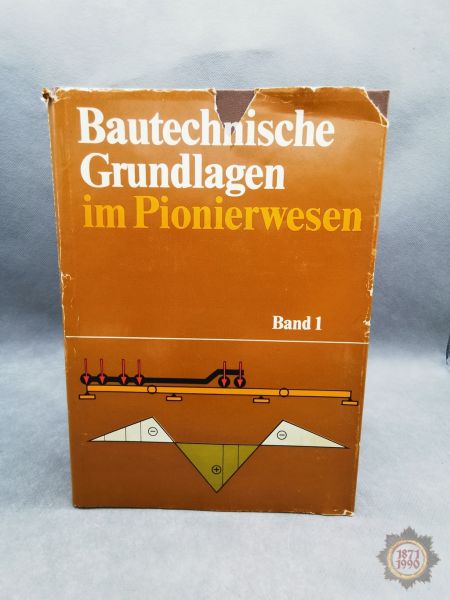 Bautechnische
Grundlagen
im Pionierwesen
Band 1
1871
1990